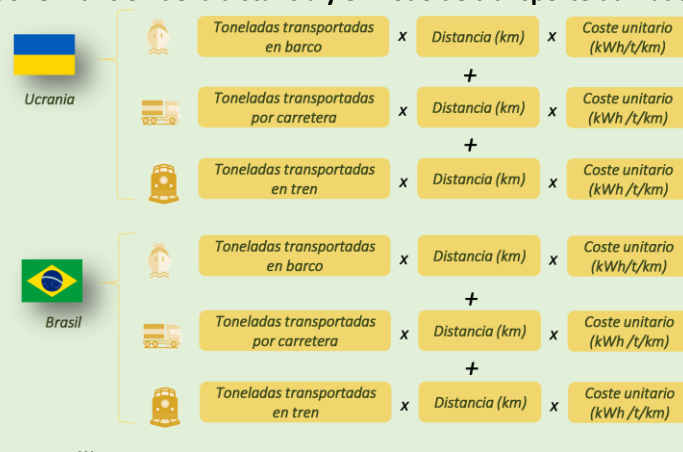 Toneladas transportadas
en barco
x
Distancia (km)
x
Coste unitario
(kWh/t/km)
+
Ucrania
Toneladas transportadas
por carretera
x
Distancia (km)
x
Coste unitario
(kWh /t/km)
+
Toneladas transportadas
en tren
x
Distancia (km)
x
Coste unitario
(kWh /t/km)
Toneladas transportadas
en barco
x
Distancia (km)
x
Coste unitario
(kWh/t/km)
+
Brasil
Toneladas transportadas
por carretera
x
Distancia (km)
x
Coste unitario
(kWh /t/km)
+
Toneladas transportadas
en tren
x
Distancia (km)
x
Coste unitario
(kWh /t/km)